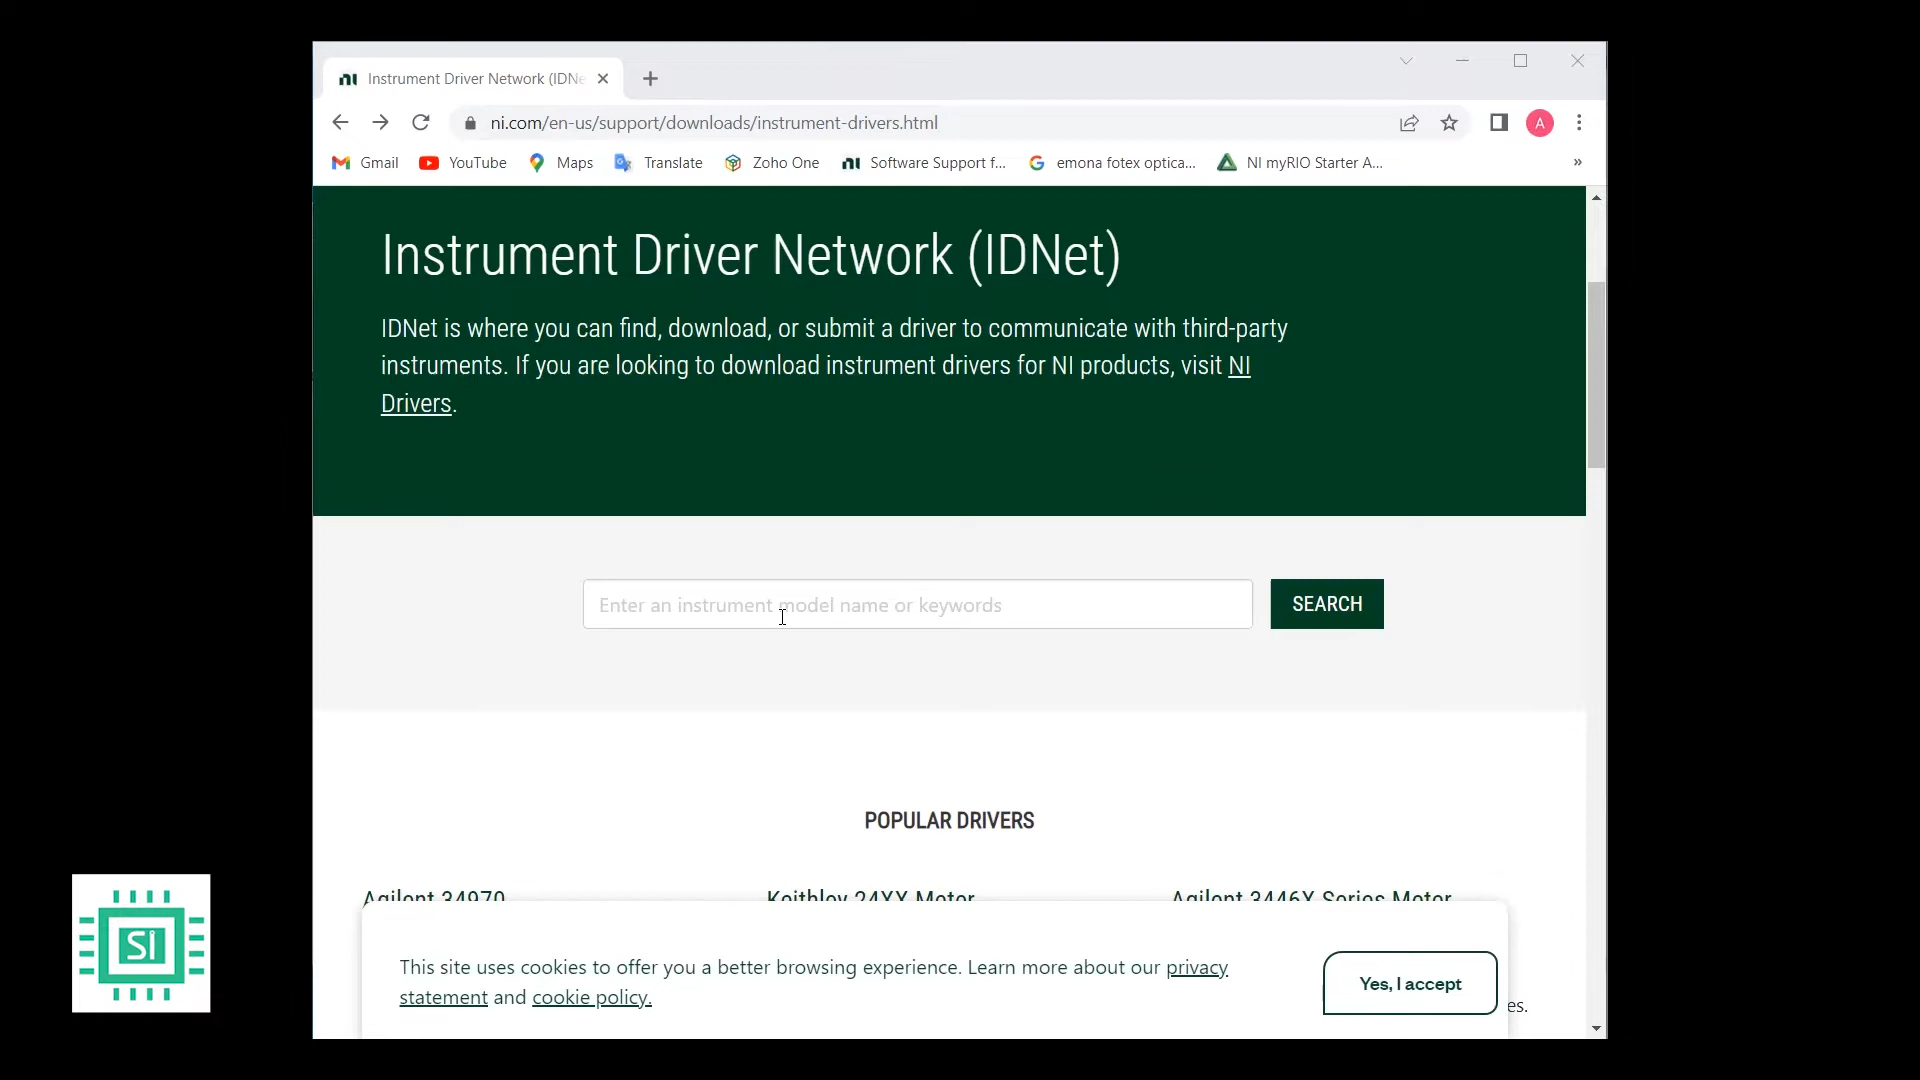 Instrument Driver Network (IDNe
ni.com/en-us/support/downloads/instrument-drivers.html
A
Gmail
YouTube
Maps
Translate
Zoho One
Software Support f...
emona fotex optica...
NI myRIO Starter A...
»
Instrument Driver Network (IDNet)
IDNet is where you can find, download, or submit a driver to communicate with third-party
instruments. If you are looking to download instrument drivers for NI products, visit NI
Drivers.
Enter an instrument model name or keywords
SEARCH
POPULAR DRIVERS
Agilent 34970
Keithley 24XX Meter
Agilent 3446X Series Meter
This site uses cookies to offer you a better browsing experience. Learn more about our privacy
statement and cookie policy.
Yes, I accept
es.
Si